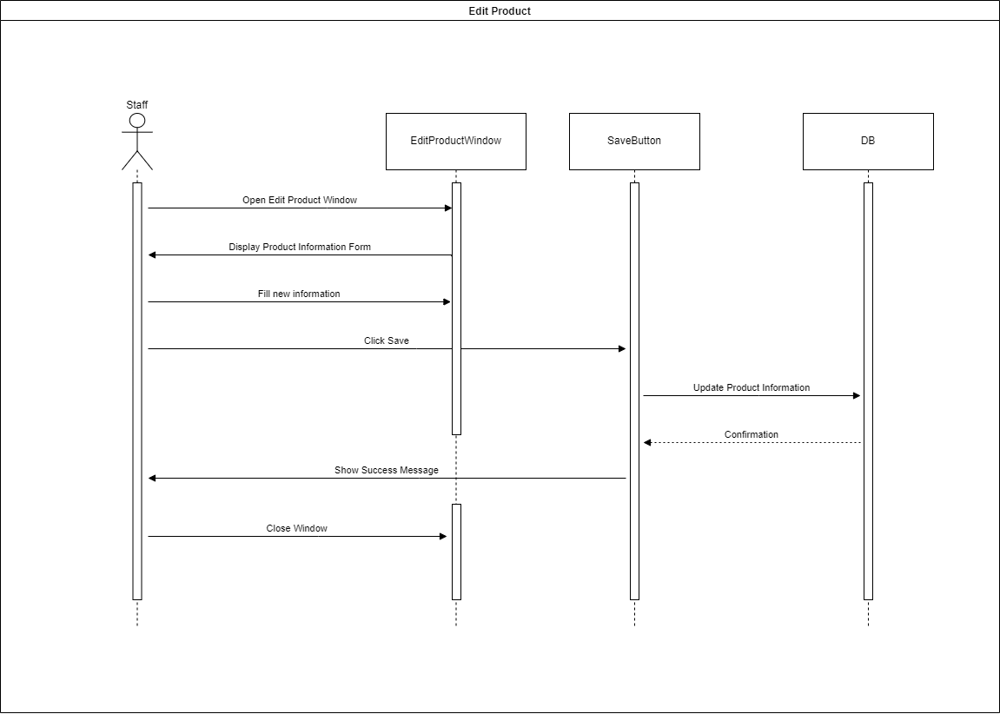 Edit Product
Staff
EditProductWindow
SaveButton
DB
Open Edit Product Window
Display Product Information Form
Fill new information
Click Save
Update Product Information
Confirmation
Show Success Message
Close Window